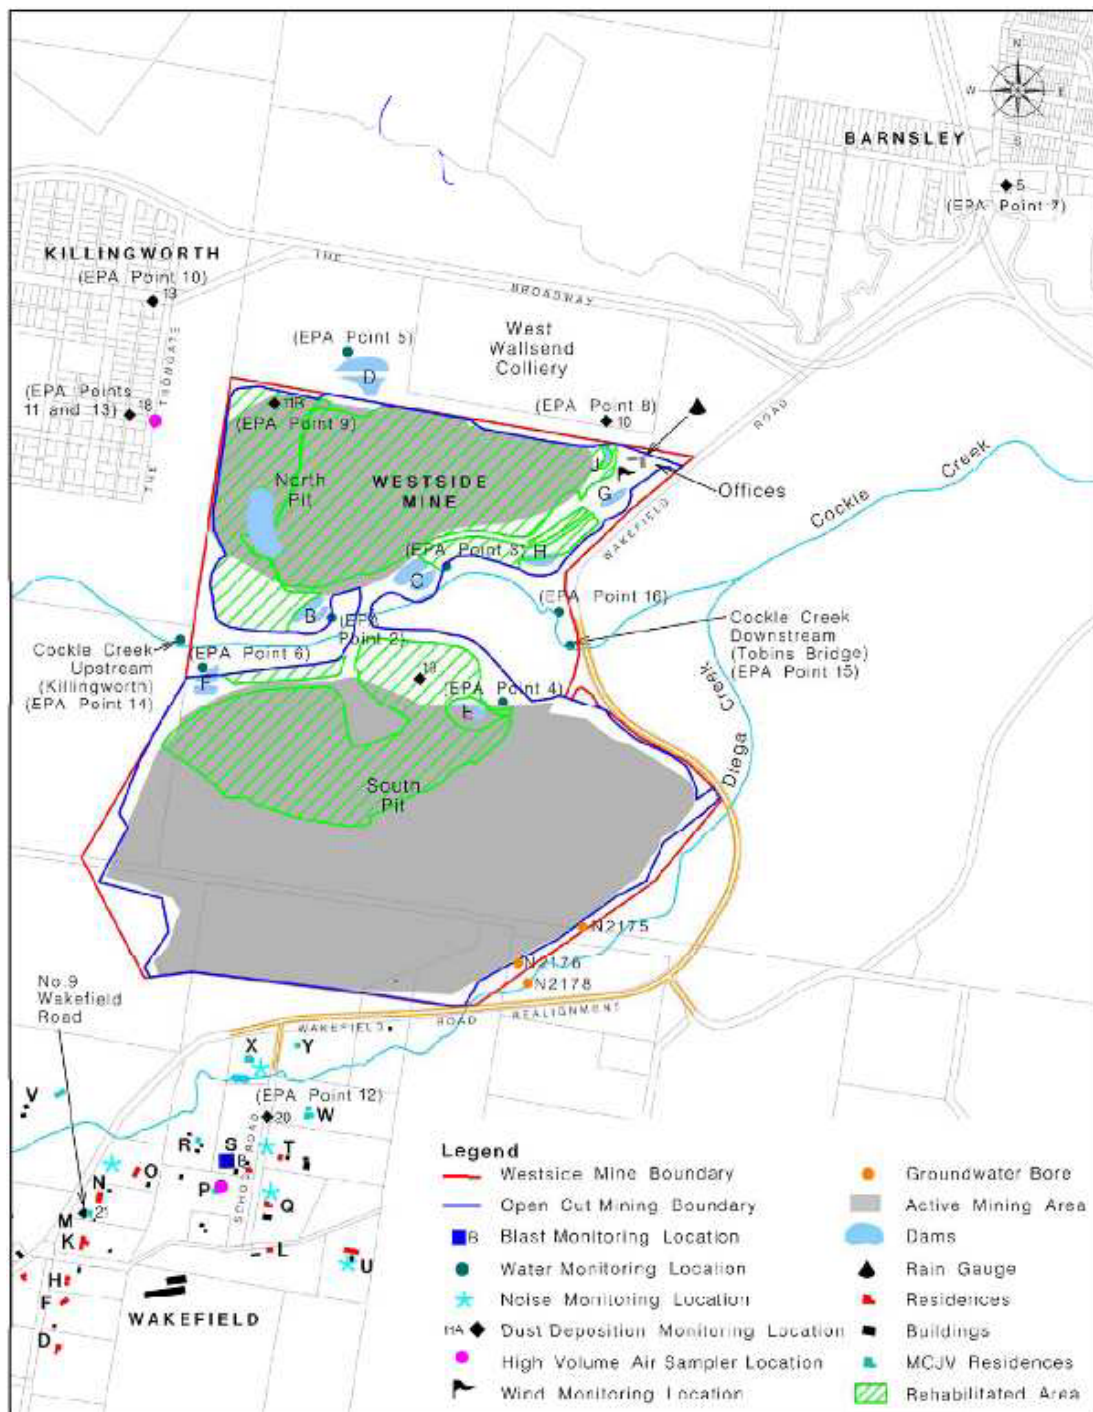 N
W
E
S
BARNSLEY
5
(EPA Point 7)
KILLINGWORTH
(EPA Point 10)
13
THE
BROADWAY
(EPA Point 5)
D
West
Wallsend
Colliery
THE TRONGATE
(EPA Points
11 and 13)
18
11B
(EPA Point 9)
(EPA Point 8)
10
ROAD
North
Pit
WESTSIDE
MINE
J
G
Offices
WAKEFIELD
Cockle Creek
(EPA Point 3)
H
C
B
(EPA
Point 2)
(EPA Point 16)
Cockle Creek
Downstream
(Tobins Bridge)
(EPA Point 15)
Cockle Creek
Upstream
(Killingworth)
(EPA Point 14)
(EPA Point 6)
F
19
(EPA Point 4)
E
Diega Creek
South
Pit
N2175
N2176
N2178
No.9
Wakefield
Road
WAKEFIELD ROAD REALIGNMENT
X
Y
V
(EPA Point 12)
20
W
SCHOOL ROAD
R
S
B
T
O
N
P
Q
M
21
K
L
U
H
F
D
WAKEFIELD
Legend
Westside Mine Boundary
Open Cut Mining Boundary
B
Blast Monitoring Location
Water Monitoring Location
Noise Monitoring Location
11A
Dust Deposition Monitoring Location
High Volume Air Sampler Location
Wind Monitoring Location
Groundwater Bore
Active Mining Area
Dams
Rain Gauge
Residences
Buildings
MCJV Residences
Rehabilitated Area